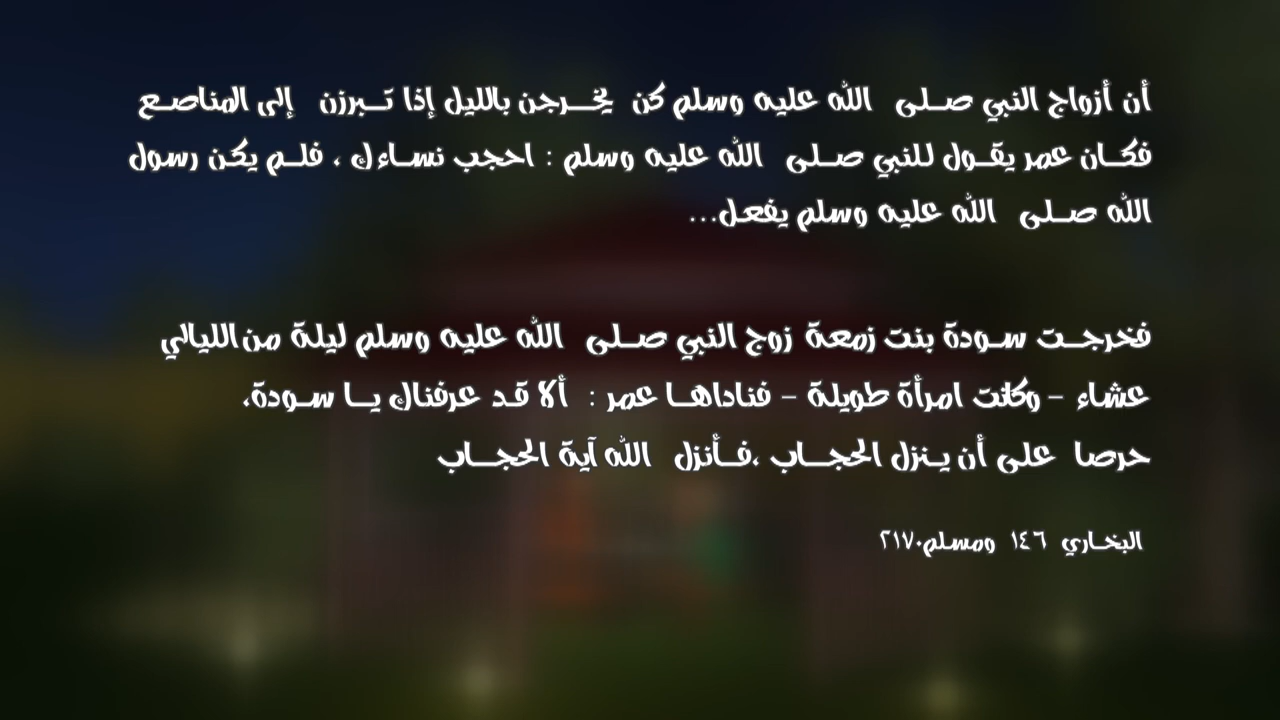 أن أزواج النبي صلى الله عليه وسلم كن يخرجن بالليل إذا تبرزن إلى المناصع
فكان عمر يقول للنبي صلى الله عليه وسلم : احجب نساءك ، فلم يكن رسول
الله صلى الله عليه وسلم يفعل...
فخرجت سودة بنت زمعة زوج النبي صلى الله عليه وسلم ليلة من الليالي
عشاء - وكانت امرأة طويلة - فناداها عمر : ألا قد عرفناك يا سودة،
حرصا على أن ينزل الحجاب ،فأنزل الله آية الحجاب
البخاري ١٤٦ ومسلم٢١٧٠